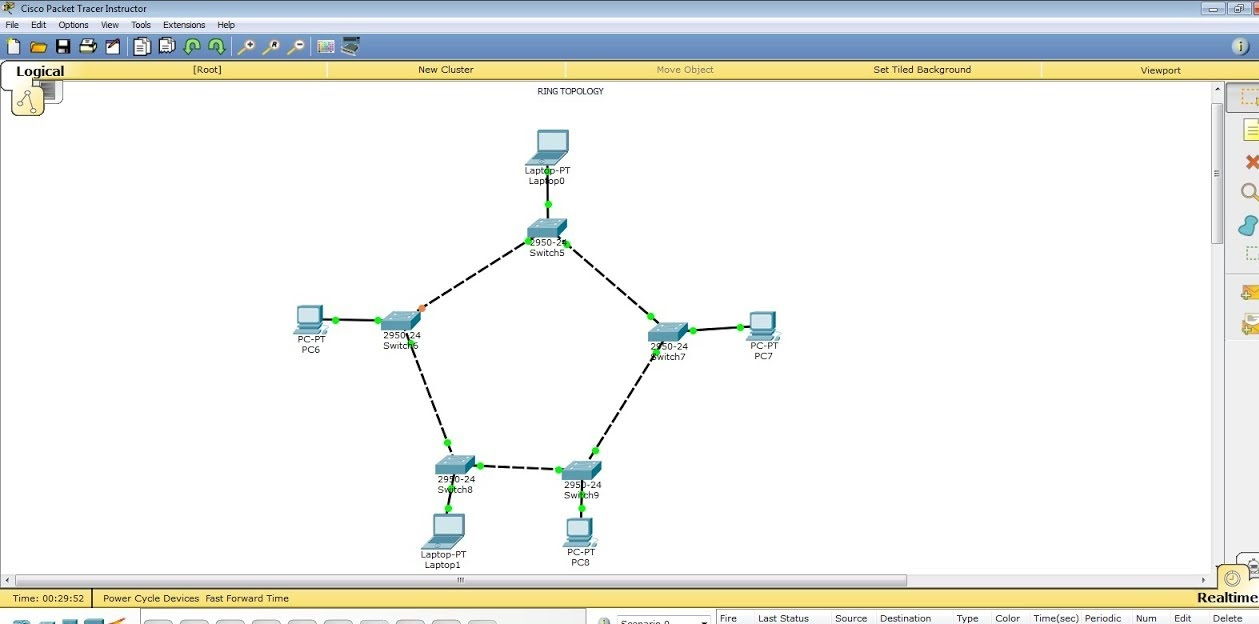 Cisco Packet Tracer Instructor
File Edit Options View Tools Extensions Help
Logical [Root] New Cluster Move Object Set Tiled Background Viewport
RING TOPOLOGY
Laptop-PT
Laptop0
2950-24
Switch5
PC-PT
PC6
2950-24
Switch6
2950-24
Switch7
PC-PT
PC7
2950-24
Switch8
2950-24
Switch9
Laptop-PT
Laptop1
PC-PT
PC8
Time: 00:29:52 Power Cycle Devices Fast Forward Time Realtime
Scenario 0 Fire Last Status Source Destination Type Color Time(sec) Periodic Num Edit Delete